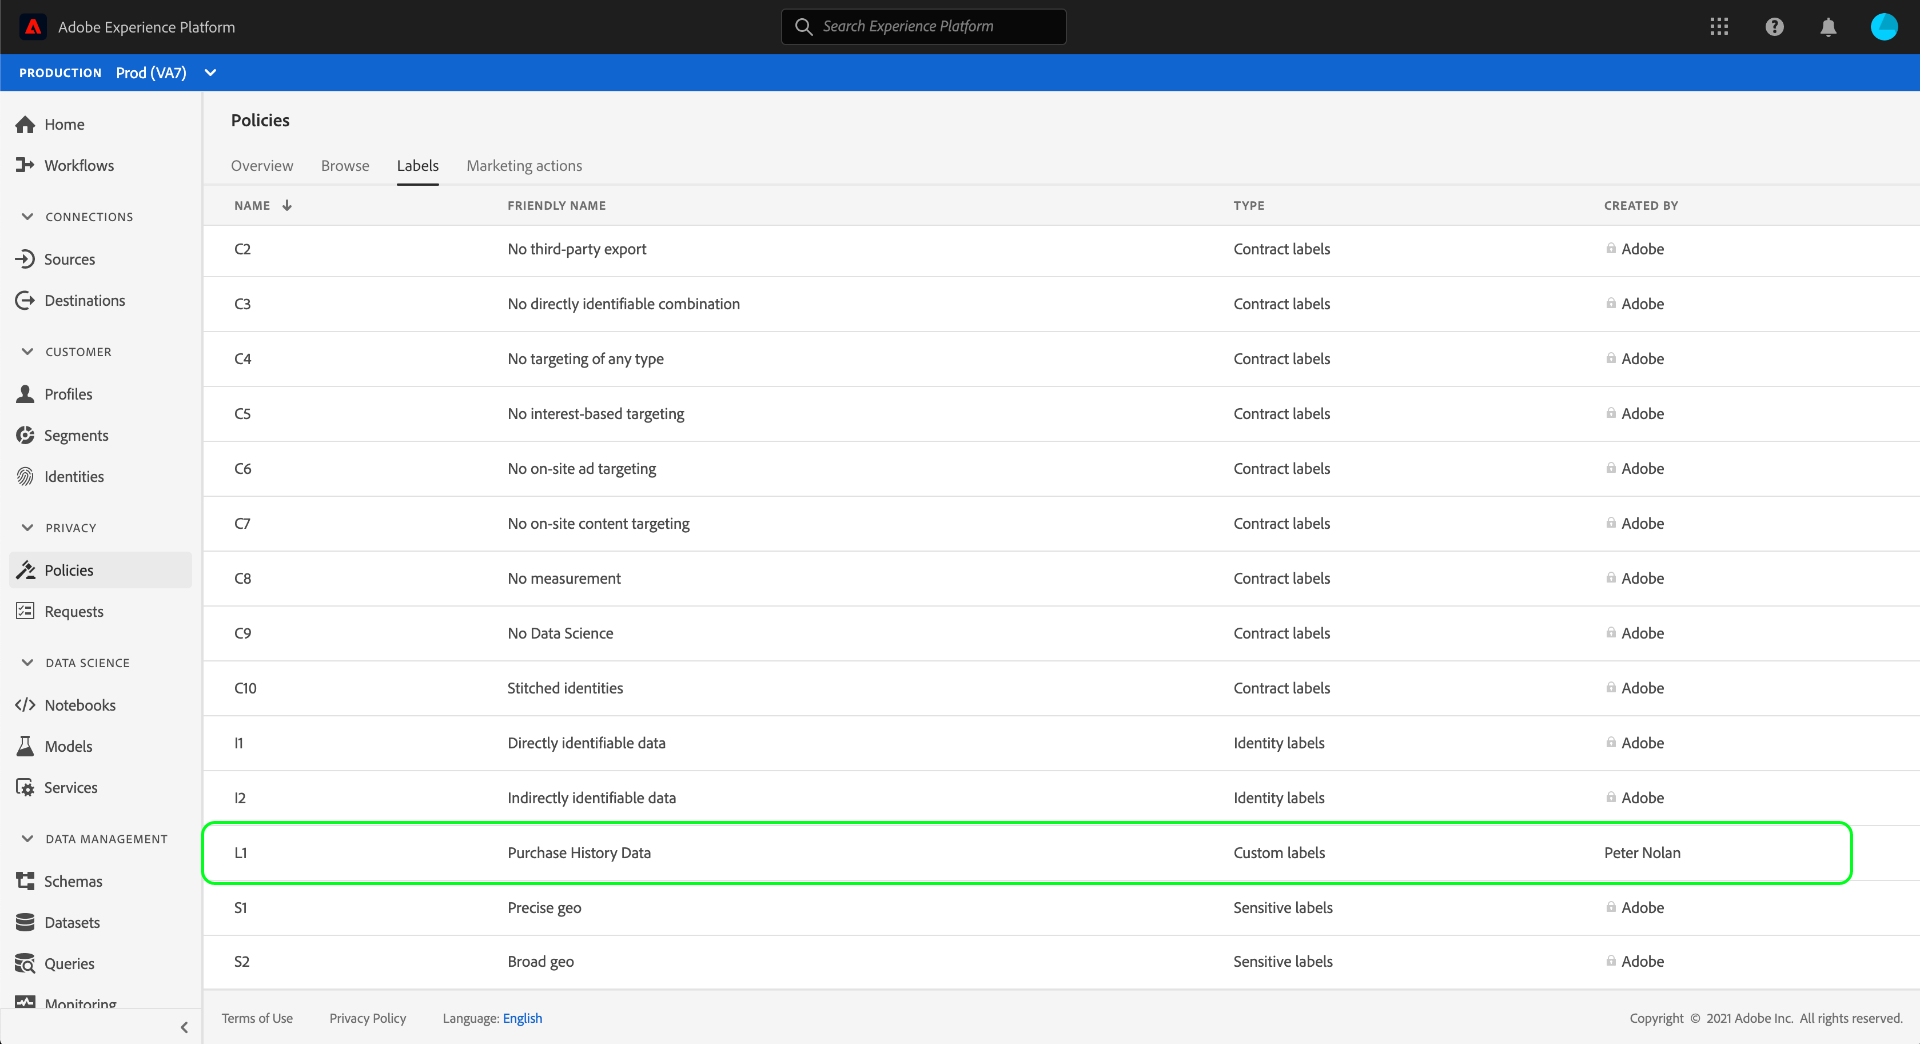 Adobe Experience Platform
Search Experience Platform
PRODUCTION Prod (VA7)
Home
Workflows
CONNECTIONS
Sources
Destinations
CUSTOMER
Profiles
Segments
Identities
PRIVACY
Policies
Requests
DATA SCIENCE
Notebooks
Models
Services
DATA MANAGEMENT
Schemas
Datasets
Queries
Monitoring
Policies
Overview Browse Labels Marketing actions
NAME FRIENDLY NAME TYPE CREATED BY
C2 No third-party export Contract labels Adobe
C3 No directly identifiable combination Contract labels Adobe
C4 No targeting of any type Contract labels Adobe
C5 No interest-based targeting Contract labels Adobe
C6 No on-site ad targeting Contract labels Adobe
C7 No on-site content targeting Contract labels Adobe
C8 No measurement Contract labels Adobe
C9 No Data Science Contract labels Adobe
C10 Stitched identities Contract labels Adobe
I1 Directly identifiable data Identity labels Adobe
I2 Indirectly identifiable data Identity labels Adobe
L1 Purchase History Data Custom labels Peter Nolan
S1 Precise geo Sensitive labels Adobe
S2 Broad geo Sensitive labels Adobe
Terms of Use Privacy Policy Language: English Copyright © 2021 Adobe Inc. All rights reserved.